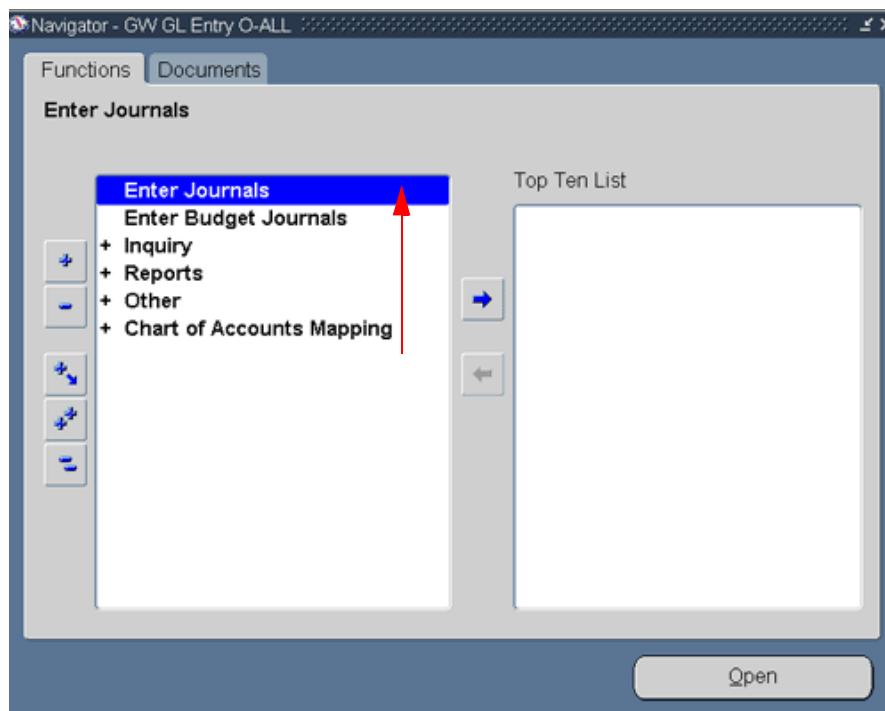 Navigator - GW GL Entry O-ALL
Functions Documents
Enter Journals
Top Ten List
Enter Journals
Enter Budget Journals
+ Inquiry
+ Reports
+ Other
+ Chart of Accounts Mapping
Open